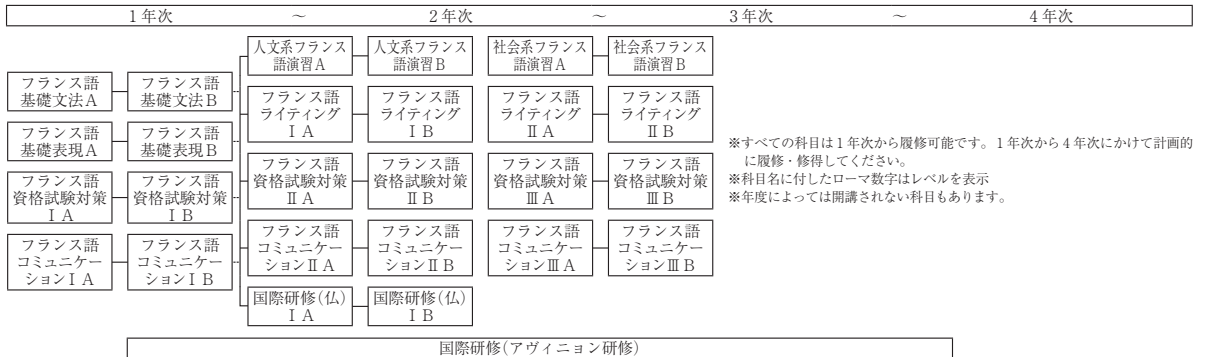 1年次 ～ 2年次 ～ 3年次 ～ 4年次
人文系フランス
語演習A
人文系フランス
語演習B
社会系フランス
語演習A
社会系フランス
語演習B
フランス語
基礎文法A
フランス語
基礎文法B
フランス語
ライティング
ⅠA
フランス語
ライティング
ⅠB
フランス語
ライティング
ⅡA
フランス語
ライティング
ⅡB
フランス語
基礎表現A
フランス語
基礎表現B
フランス語
資格試験対策
ⅠA
フランス語
資格試験対策
ⅠB
フランス語
資格試験対策
ⅡA
フランス語
資格試験対策
ⅡB
フランス語
資格試験対策
ⅢA
フランス語
資格試験対策
ⅢB
フランス語
コミュニケー
ションⅠA
フランス語
コミュニケー
ションⅠB
フランス語
コミュニケー
ションⅡA
フランス語
コミュニケー
ションⅡB
フランス語
コミュニケー
ションⅢA
フランス語
コミュニケー
ションⅢB
国際研修(仏)
ⅠA
国際研修(仏)
ⅠB
※すべての科目は1年次から履修可能です。1年次から4年次にかけて計画的
に履修・修得してください。
※科目名に付したローマ数字はレベルを表示
※年度によっては開講されない科目もあります。
国際研修(アヴィニョン研修)